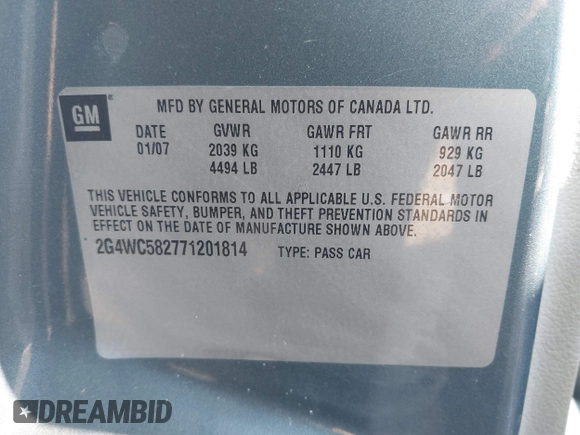 GM
MFD BY GENERAL MOTORS OF CANADA LTD.
DATE GVWR GAWR FRT GAWR RR
01/07 2039 KG 1110 KG 929 KG
4494 LB 2447 LB 2047 LB
THIS VEHICLE CONFORMS TO ALL APPLICABLE U.S. FEDERAL MOTOR
VEHICLE SAFETY, BUMPER, AND THEFT PREVENTION STANDARDS IN
EFFECT ON THE DATE OF MANUFACTURE SHOWN ABOVE.
2G4WC582771201814 TYPE: PASS CAR
DREAMBID